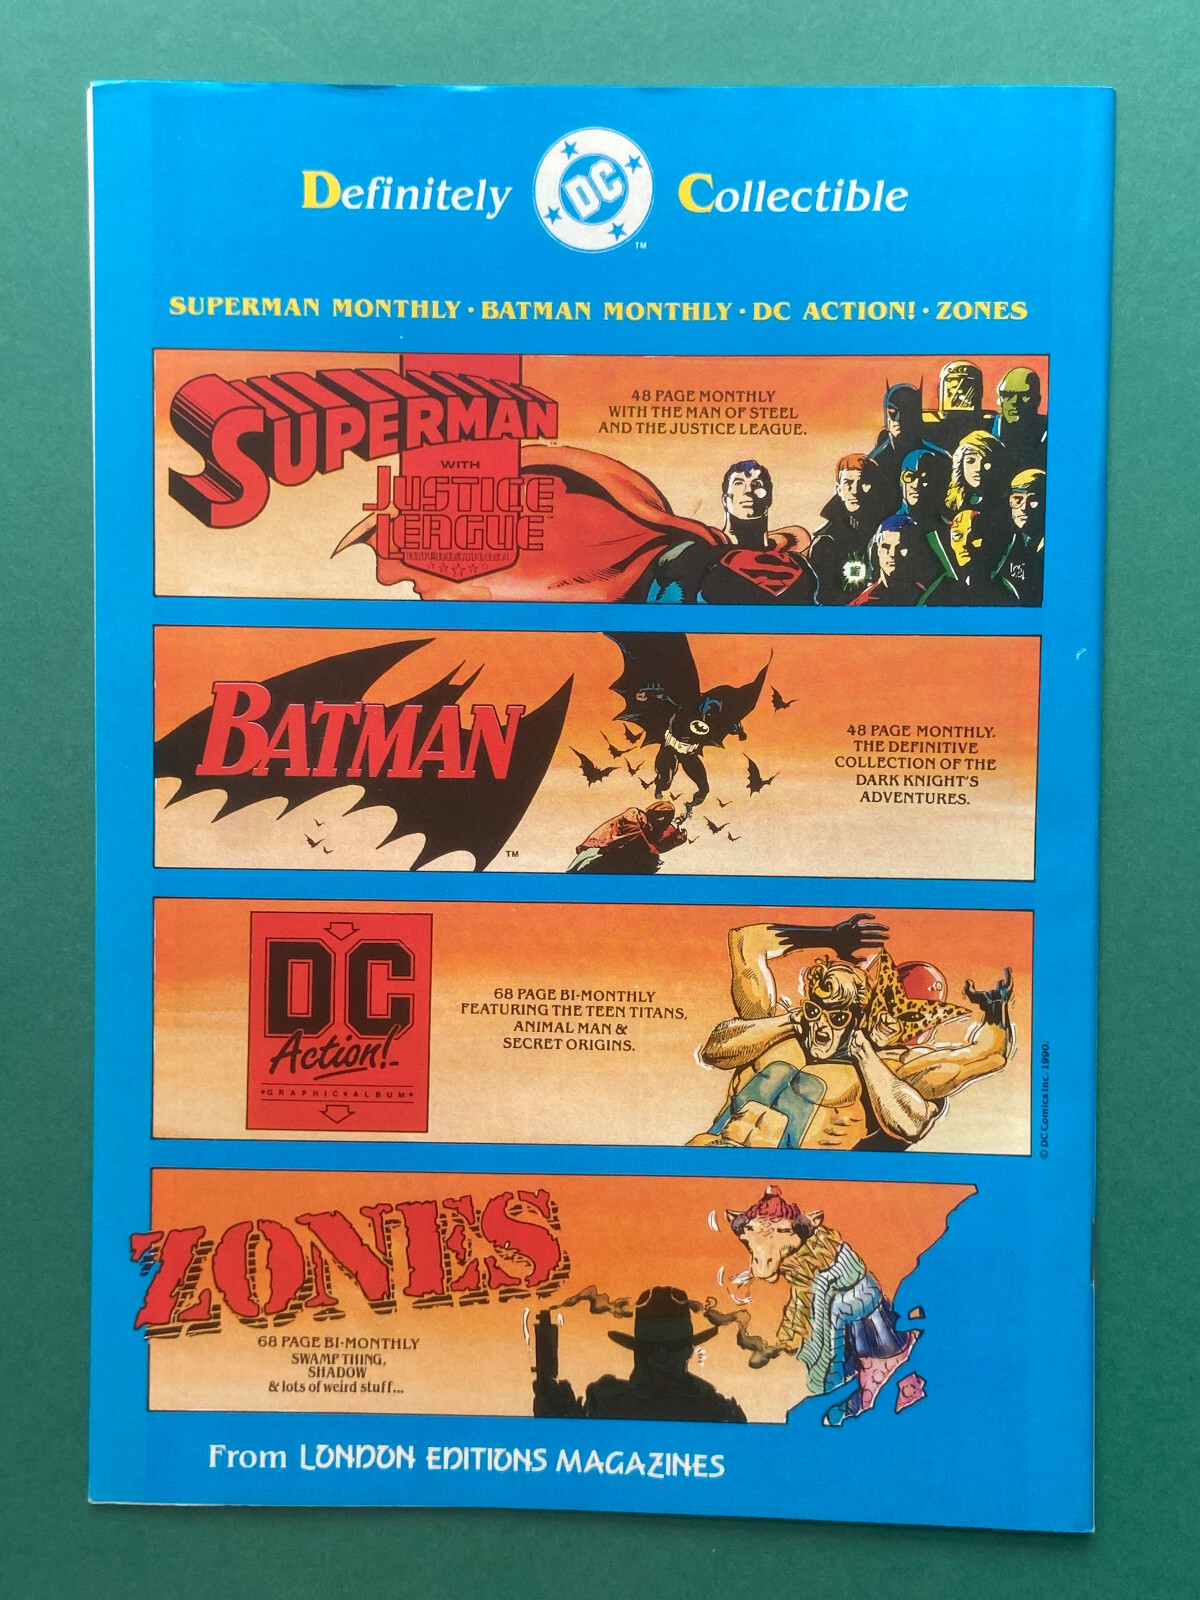 Definitely DC Collectible
TM
SUPERMAN MONTHLY · BATMAN MONTHLY · DC ACTION! · ZONES
SUPERMAN
WITH
JUSTICE
LEAGUE
48 PAGE MONTHLY
WITH THE MAN OF STEEL
AND THE JUSTICE LEAGUE.
BATMAN
TM
48 PAGE MONTHLY.
THE DEFINITIVE
COLLECTION OF THE
DARK KNIGHT'S
ADVENTURES.
DC
Action!
•GRAPHIC•ALBUM•
68 PAGE BI-MONTHLY
FEATURING THE TEEN TITANS,
ANIMAL MAN &
SECRET ORIGINS.
© DC Comics Inc. 1990.
ZONES
68 PAGE BI-MONTHLY
SWAMP THING,
SHADOW
& lots of weird stuff...
From LONDON EDITIONS MAGAZINES